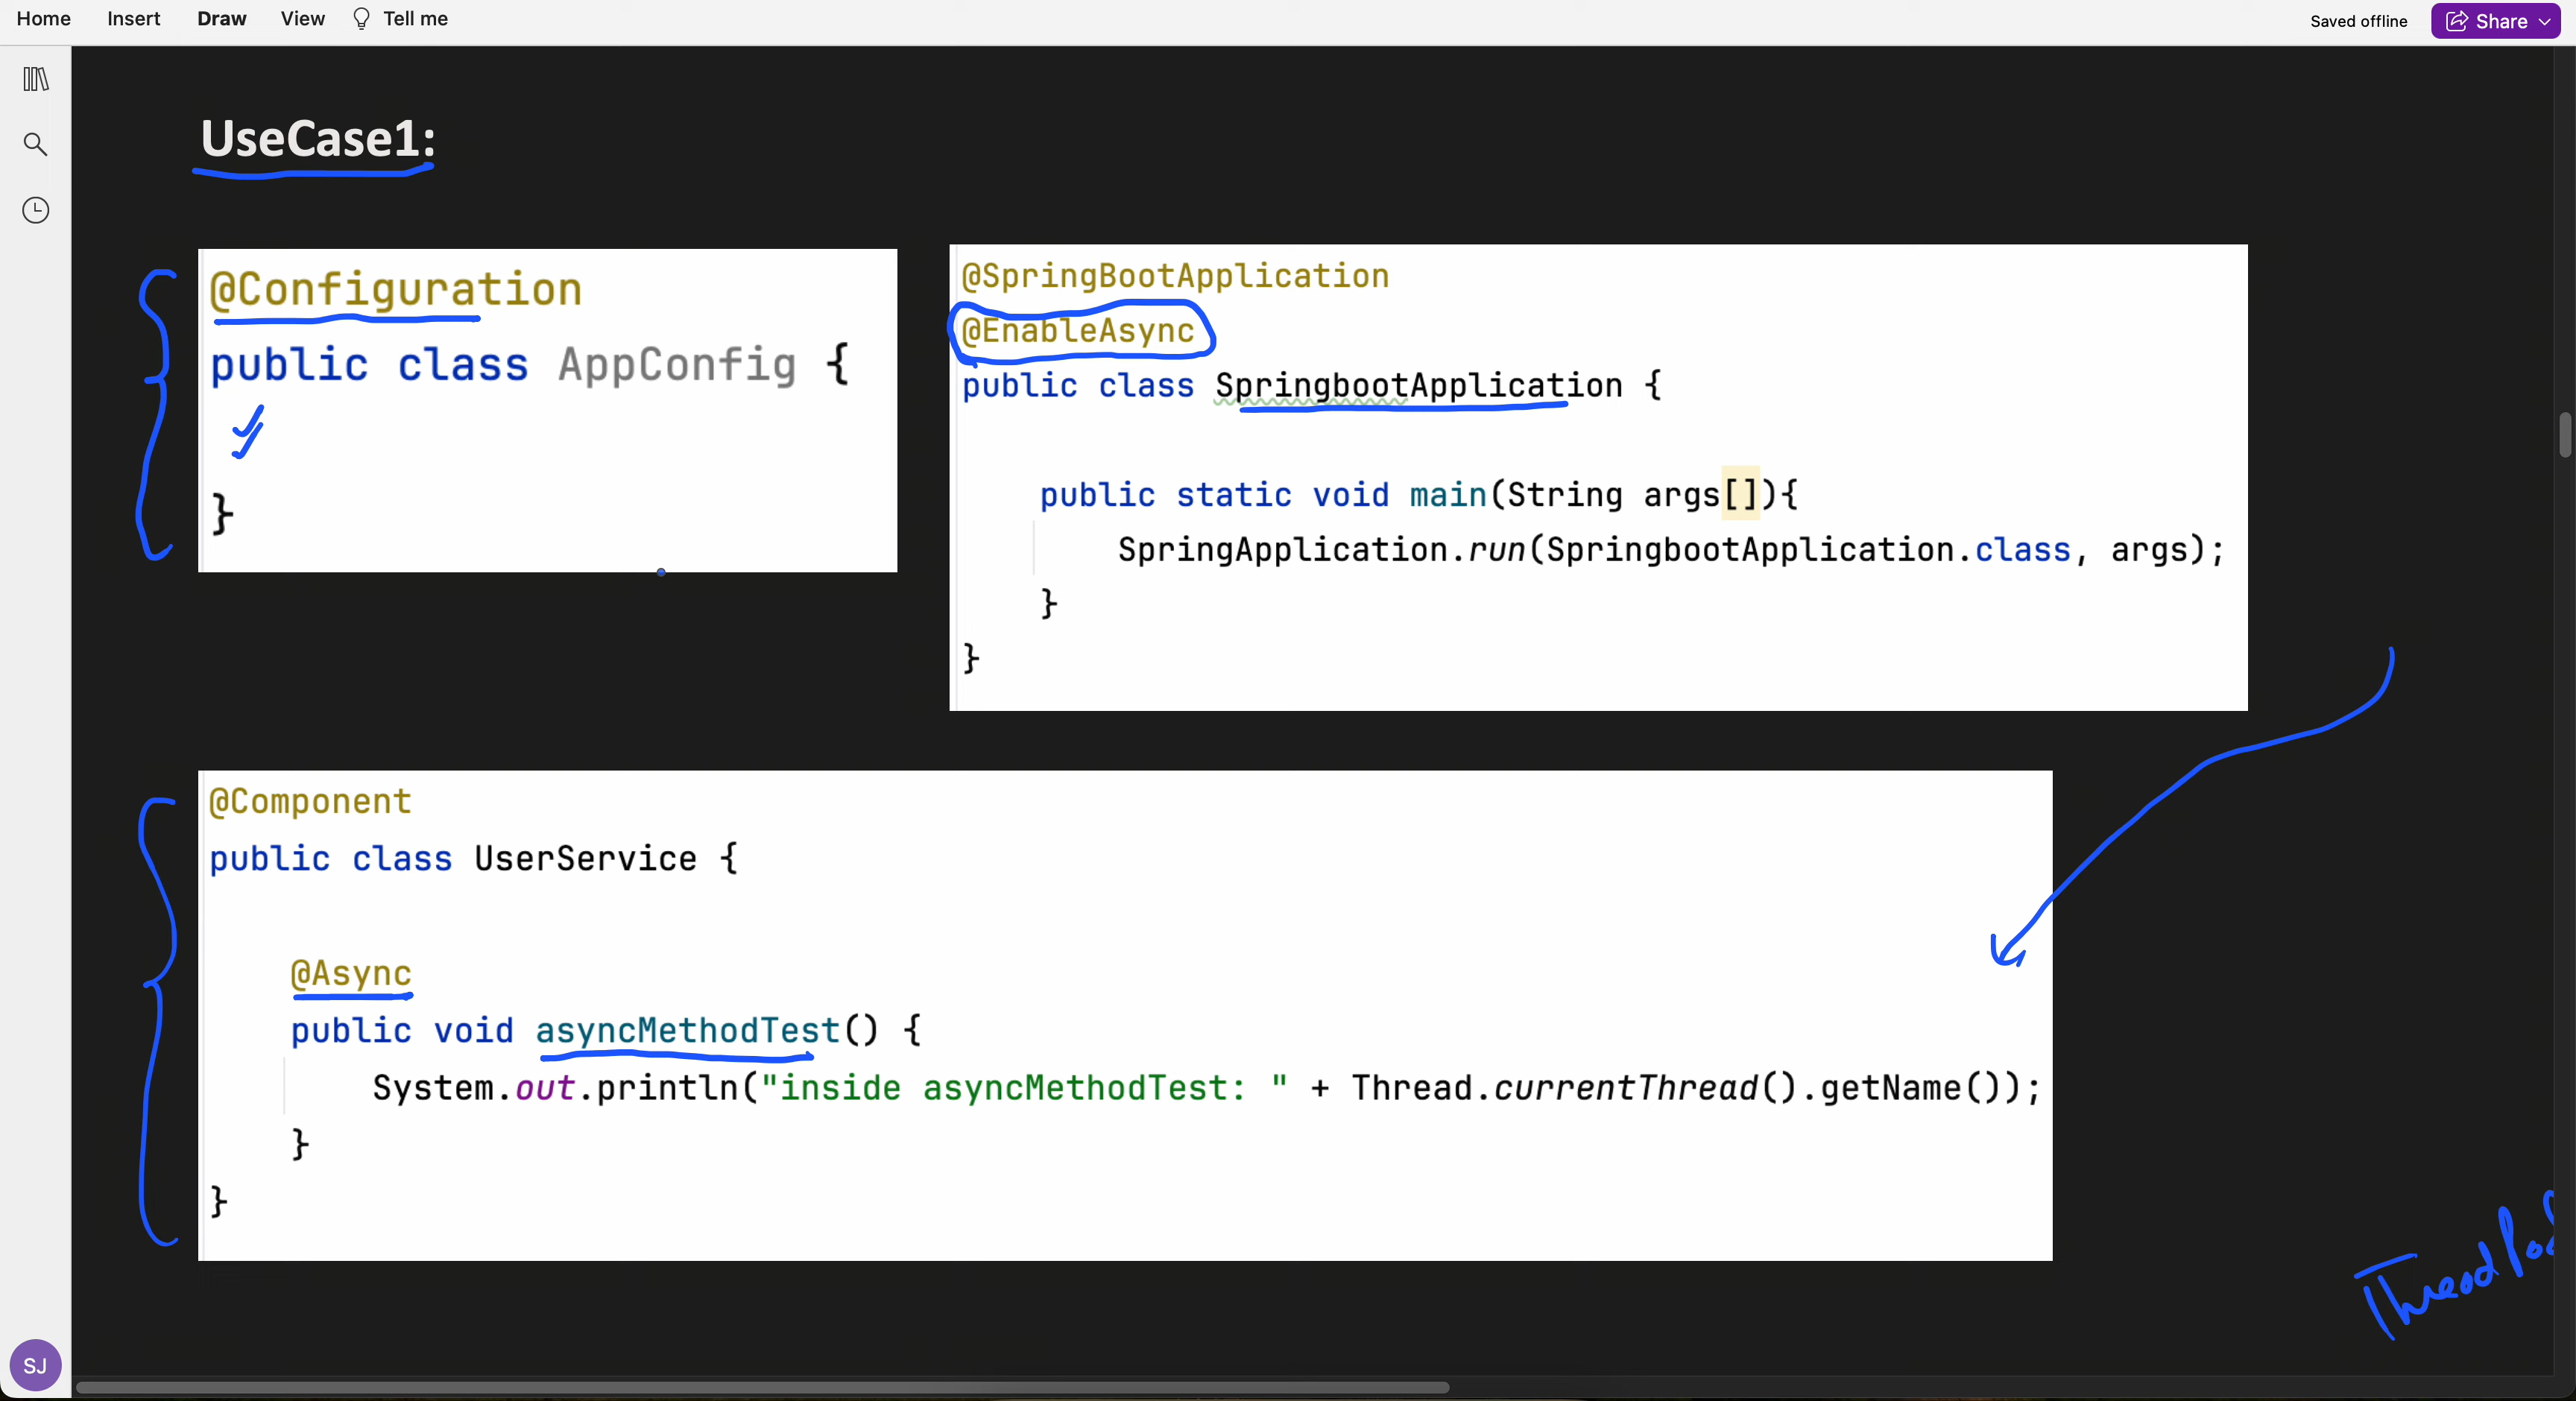 Home Insert Draw View Tell me Saved offline Share
UseCase1:
@Configuration
public class AppConfig {
}
@SpringBootApplication
@EnableAsync
public class SpringbootApplication {
public static void main(String args[]){
SpringApplication.run(SpringbootApplication.class, args);
}
}
@Component
public class UserService {
@Async
public void asyncMethodTest() {
System.out.println("inside asyncMethodTest: " + Thread.currentThread().getName());
}
}
SJ